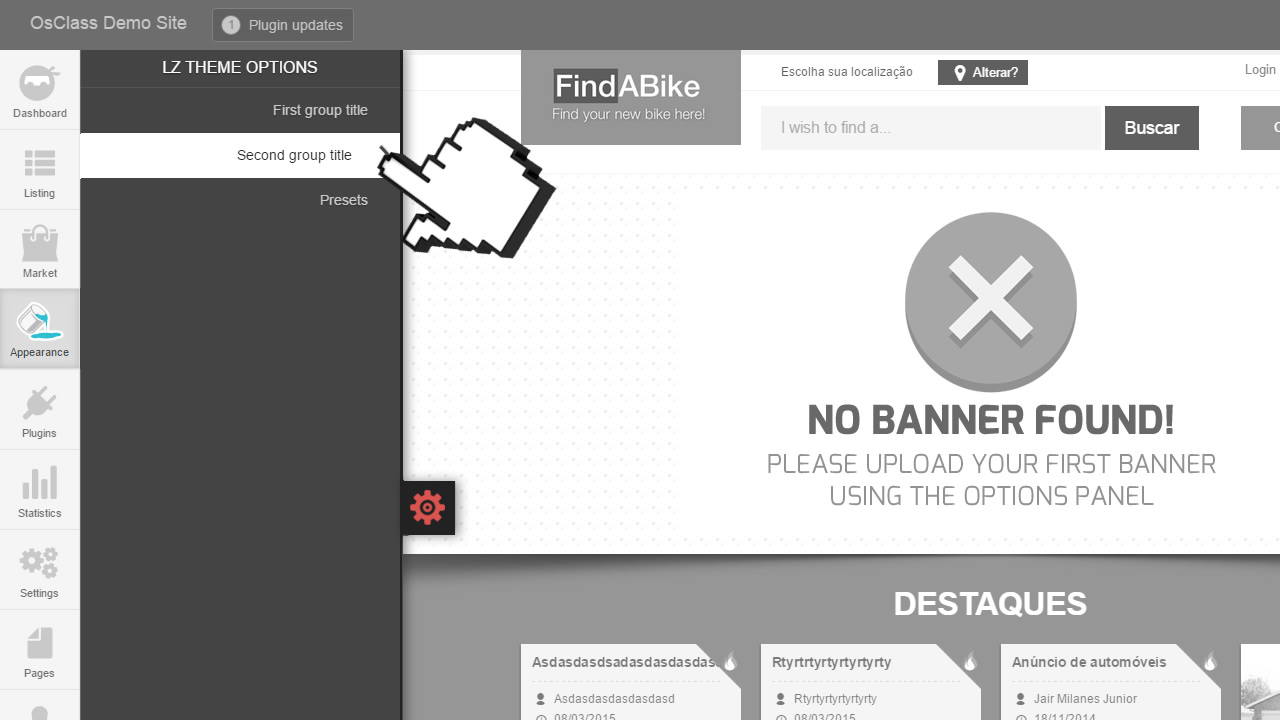 OsClass Demo Site
1 Plugin updates
Dashboard
Listing
Market
Appearance
Plugins
Statistics
Settings
Pages
LZ THEME OPTIONS
First group title
Second group title
Presets
FindABike
Find your new bike here!
Escolha sua localização
Alterar?
Login
I wish to find a...
Buscar
NO BANNER FOUND!
PLEASE UPLOAD YOUR FIRST BANNER
USING THE OPTIONS PANEL
DESTAQUES
Asdasdasdsadasdasdasdas
Asdasdasdasdasdasd
08/03/2015
Rtyrtrtyrtyrtyrtyrty
Rtyrtyrtyrtyrtyrty
08/03/2015
Anúncio de automóveis
Jair Milanes Junior
18/11/2014